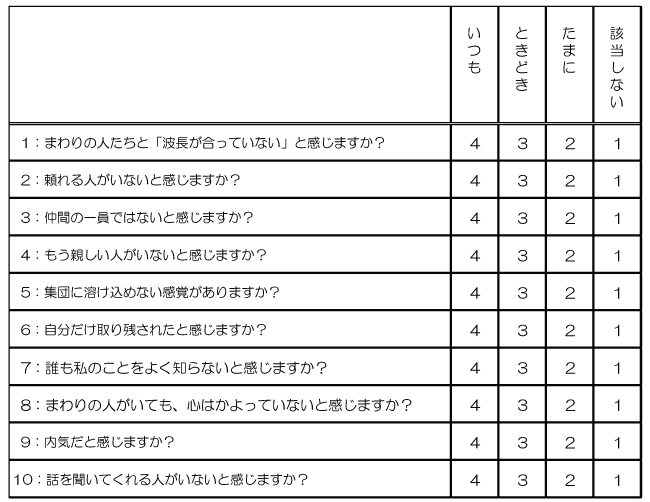 いつも ときどき たまに 該当しない
1：まわりの人たちと「波長が合っていない」と感じますか？ 4 3 2 1
2：頼れる人がいないと感じますか？ 4 3 2 1
3：仲間の一員ではないと感じますか？ 4 3 2 1
4：もう親しい人がいないと感じますか？ 4 3 2 1
5：集団に溶け込めない感覚がありますか？ 4 3 2 1
6：自分だけ取り残されたと感じますか？ 4 3 2 1
7：誰も私のことをよく知らないと感じますか？ 4 3 2 1
8：まわりの人がいても、心はかよっていないと感じますか？ 4 3 2 1
9：内気だと感じますか？ 4 3 2 1
10：話を聞いてくれる人がいないと感じますか？ 4 3 2 1